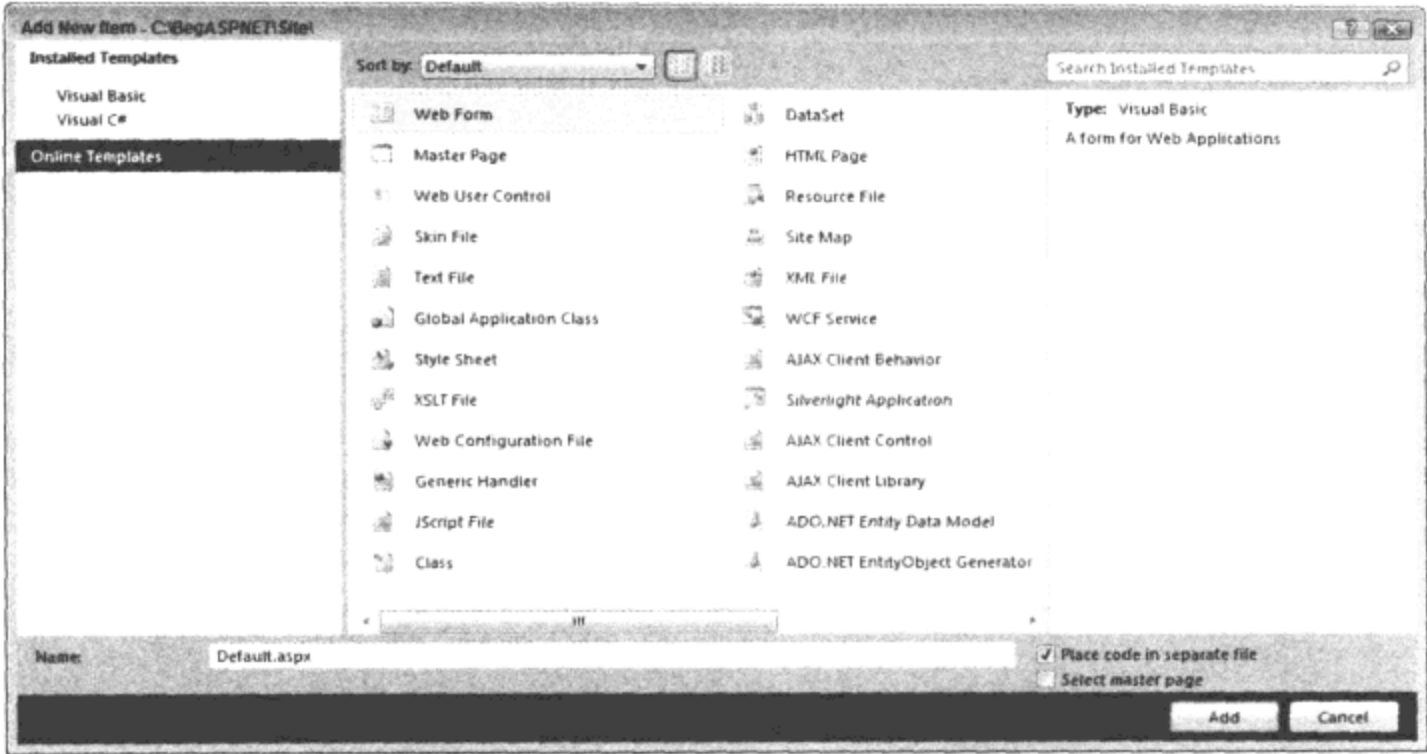 Add New Item - C:\BegASPNET\Site\
Installed Templates
Visual Basic
Visual C#
Online Templates
Sort by: Default
Search Installed Templates
Web Form
Master Page
Web User Control
Skin File
Text File
Global Application Class
Style Sheet
XSLT File
Web Configuration File
Generic Handler
JScript File
Class
DataSet
HTML Page
Resource File
Site Map
XML File
WCF Service
AJAX Client Behavior
Silverlight Application
AJAX Client Control
AJAX Client Library
ADO.NET Entity Data Model
ADO.NET EntityObject Generator
Type: Visual Basic
A form for Web Applications
Name: Default.aspx
Place code in separate file
Select master page
Add Cancel